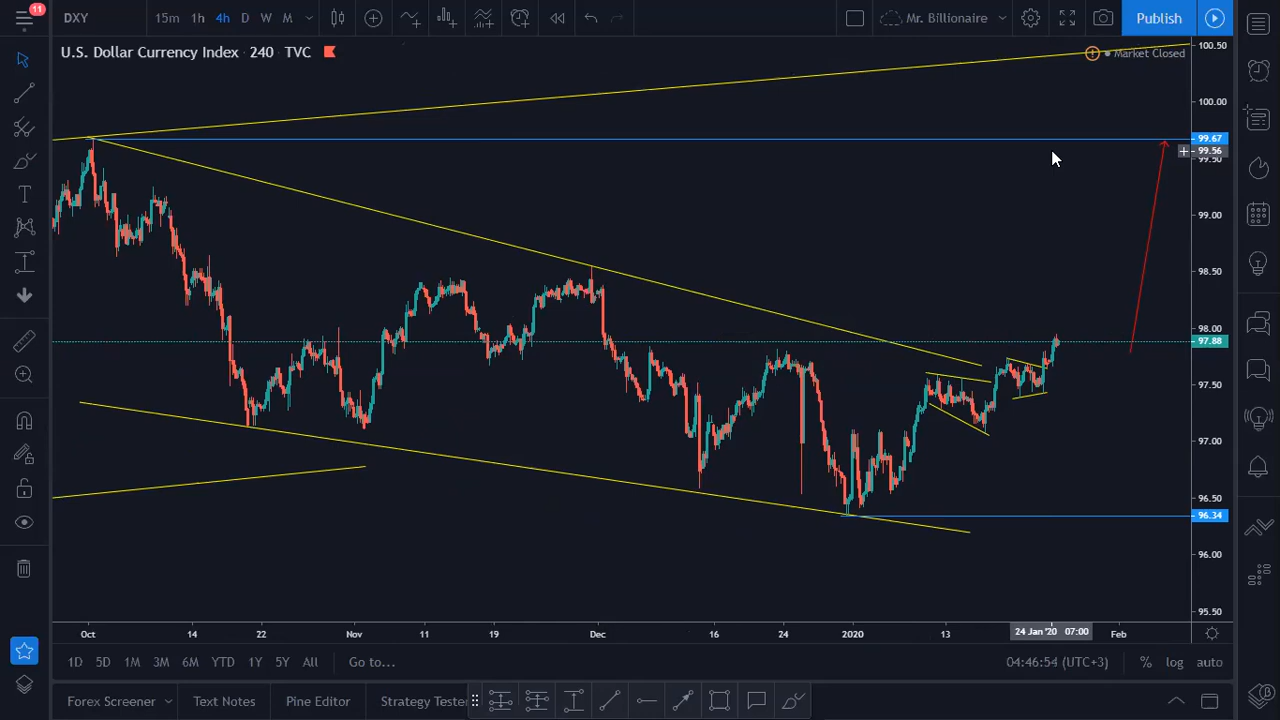 11
DXY
15m 1h 4h D W M
Mr. Billionaire
Publish
U.S. Dollar Currency Index · 240 · TVC
Market Closed
100.50
100.00
99.67
99.56
99.50
99.00
98.50
98.00
97.88
97.50
97.00
96.50
96.34
96.00
95.50
Oct 14 22 Nov 11 19 Dec 16 24 2020 13 24 Jan '20 07:00 Feb
1D 5D 1M 3M 6M YTD 1Y 5Y All Go to... 04:46:54 (UTC+3) % log auto
Forex Screener Text Notes Pine Editor Strategy Tester